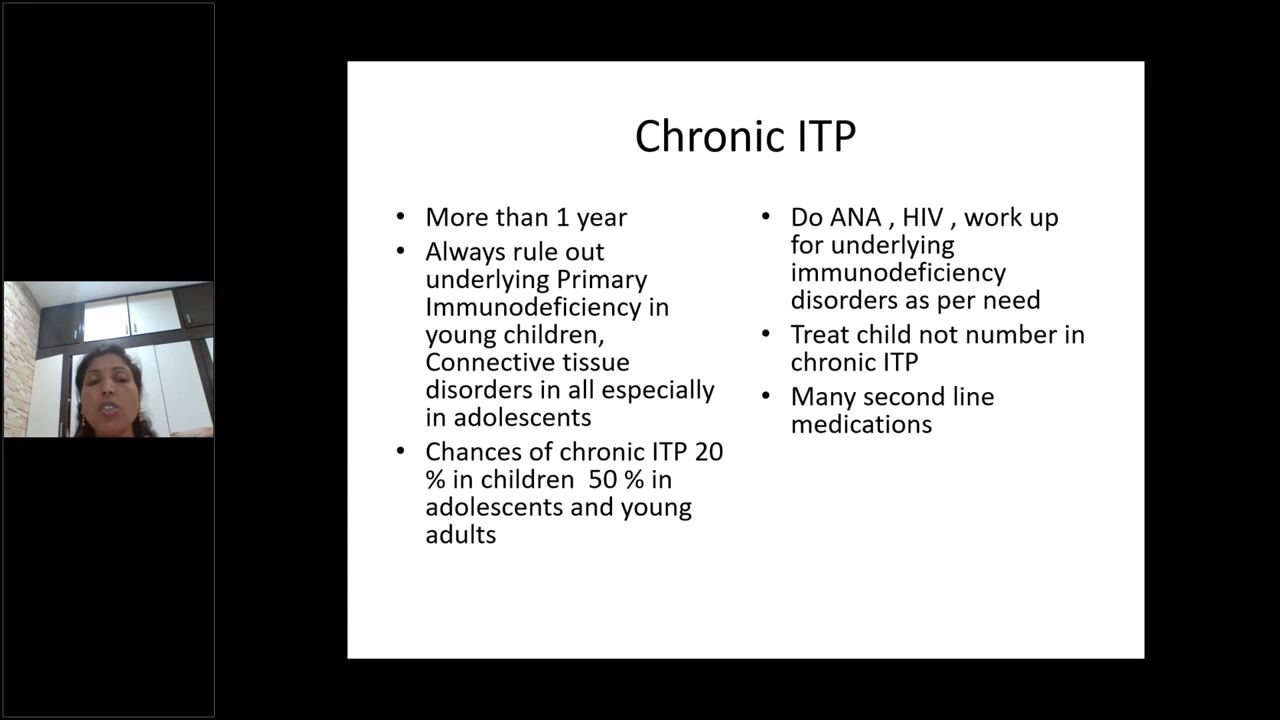 Chronic ITP
• More than 1 year
• Always rule out
underlying Primary
Immunodeficiency in
young children,
Connective tissue
disorders in all especially
in adolescents
• Chances of chronic ITP 20
% in children  50 % in
adolescents and young
adults
• Do ANA , HIV , work up
for underlying
immunodeficiency
disorders as per need
• Treat child not number in
chronic ITP
• Many second line
medications